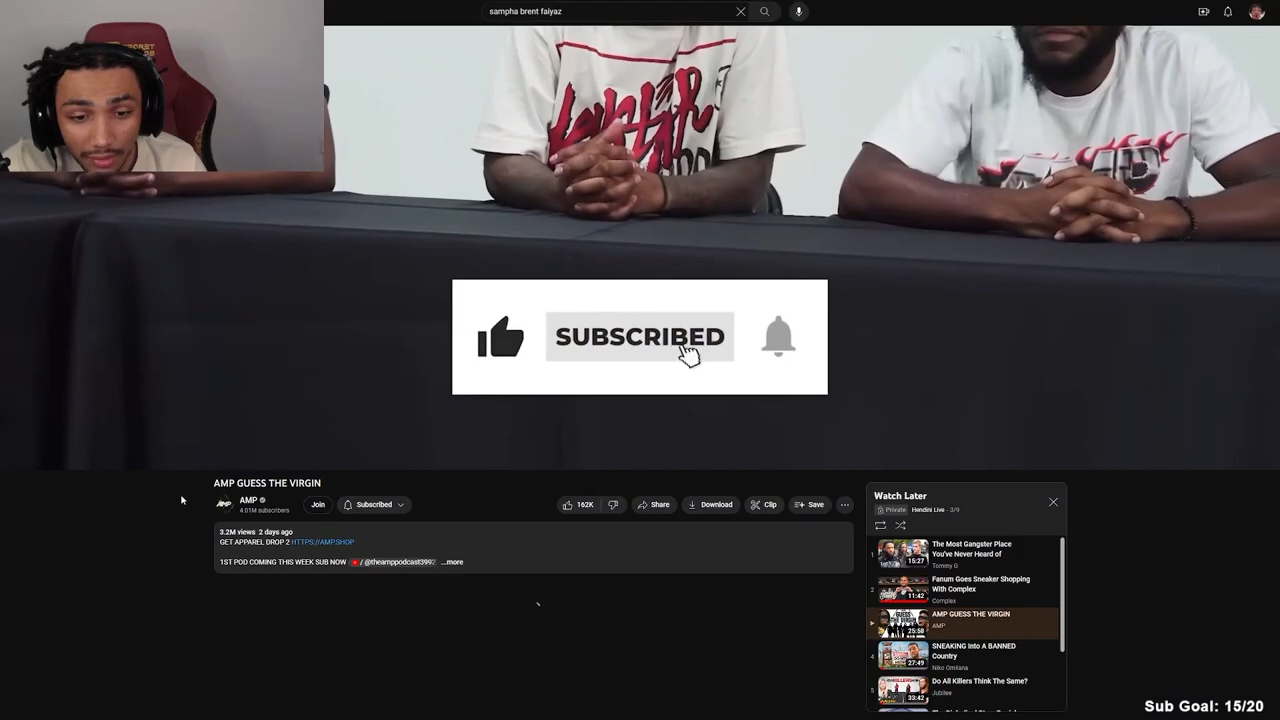 sampha brent faiyaz
SUBSCRIBED
AMP GUESS THE VIRGIN
AMP
4.01M subscribers
Join
Subscribed
162K
Share
Download
Clip
Save
3.2M views 2 days ago
GET APPAREL DROP 2 HTTPS://AMP.SHOP
1ST POD COMING THIS WEEK SUB NOW / @theamppodcast3992 ...more
Watch Later
Private Hendini Live - 3/9
1
The Most Gangster Place
You've Never Heard of
Tommy G
15:27
2
Fanum Goes Sneaker Shopping
With Complex
Complex
11:42
AMP GUESS THE VIRGIN
AMP
25:58
4
SNEAKING Into A BANNED
Country
Niko Omilana
27:49
5
Do All Killers Think The Same?
Jubilee
33:42
Sub Goal: 15/20